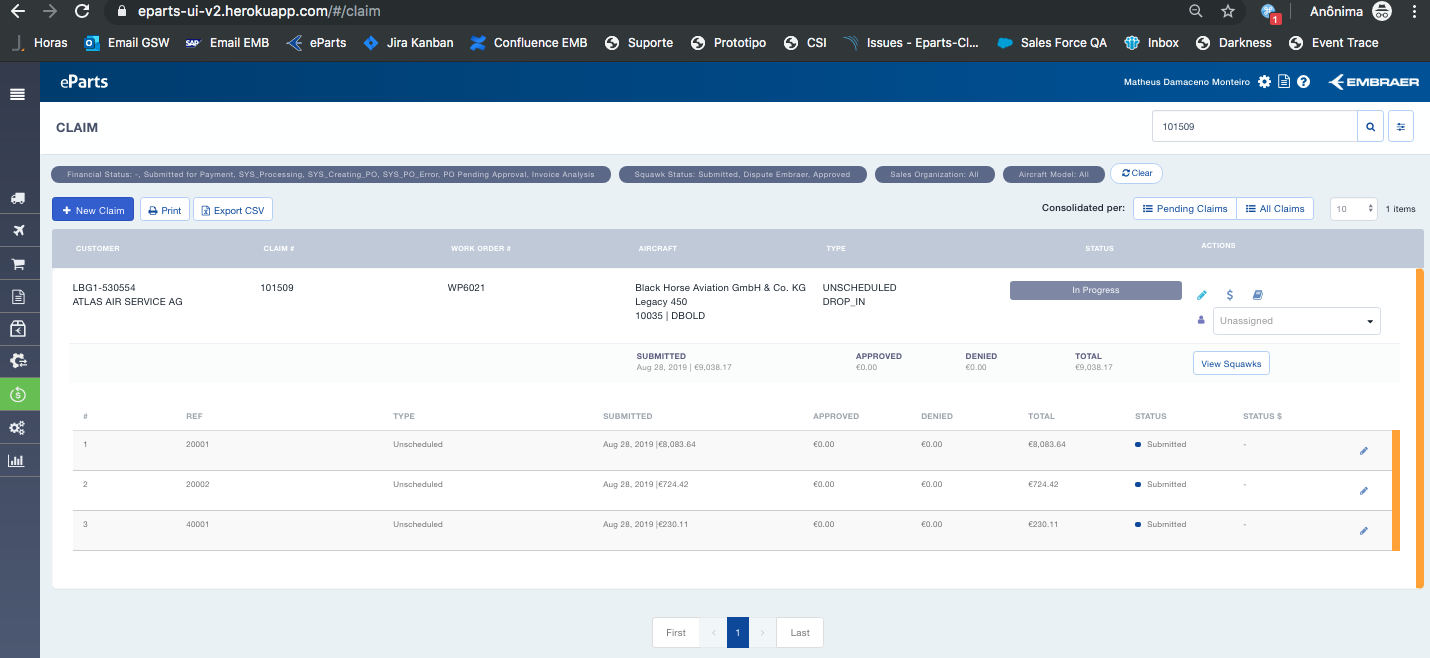 eparts-ui-v2.herokuapp.com/#/claim
1
Anônima
Horas
Email GSW
SAP
Email EMB
eParts
Jira Kanban
Confluence EMB
Suporte
Prototipo
CSI
Issues - Eparts-Cl...
Sales Force QA
Inbox
Darkness
Event Trace
eParts
Matheus Damaceno Monteiro
EMBRAER
CLAIM
101509
Financial Status: -, Submitted for Payment, SYS_Processing, SYS_Creating_PO, SYS_PO_Error, PO Pending Approval, Invoice Analysis
Squawk Status: Submitted, Dispute Embraer, Approved
Sales Organization: All
Aircraft Model: All
Clear
+ New Claim
Print
Export CSV
Consolidated per:
Pending Claims
All Claims
10
1 items
CUSTOMER CLAIM # WORK ORDER # AIRCRAFT TYPE STATUS ACTIONS
LBG1-530554 101509 WP6021 Black Horse Aviation GmbH & Co. KG UNSCHEDULED In Progress $
ATLAS AIR SERVICE AG Legacy 450 DROP_IN
10035 | DBOLD Unassigned
SUBMITTED APPROVED DENIED TOTAL
Aug 28, 2019 | €9,038.17 €0.00 €0.00 €9,038.17
View Squawks
# REF TYPE SUBMITTED APPROVED DENIED TOTAL STATUS STATUS $
1 20001 Unscheduled Aug 28, 2019 |€8,083.64 €0.00 €0.00 €8,083.64 Submitted -
2 20002 Unscheduled Aug 28, 2019 |€724.42 €0.00 €0.00 €724.42 Submitted -
3 40001 Unscheduled Aug 28, 2019 |€230.11 €0.00 €0.00 €230.11 Submitted -
First ‹ 1 › Last